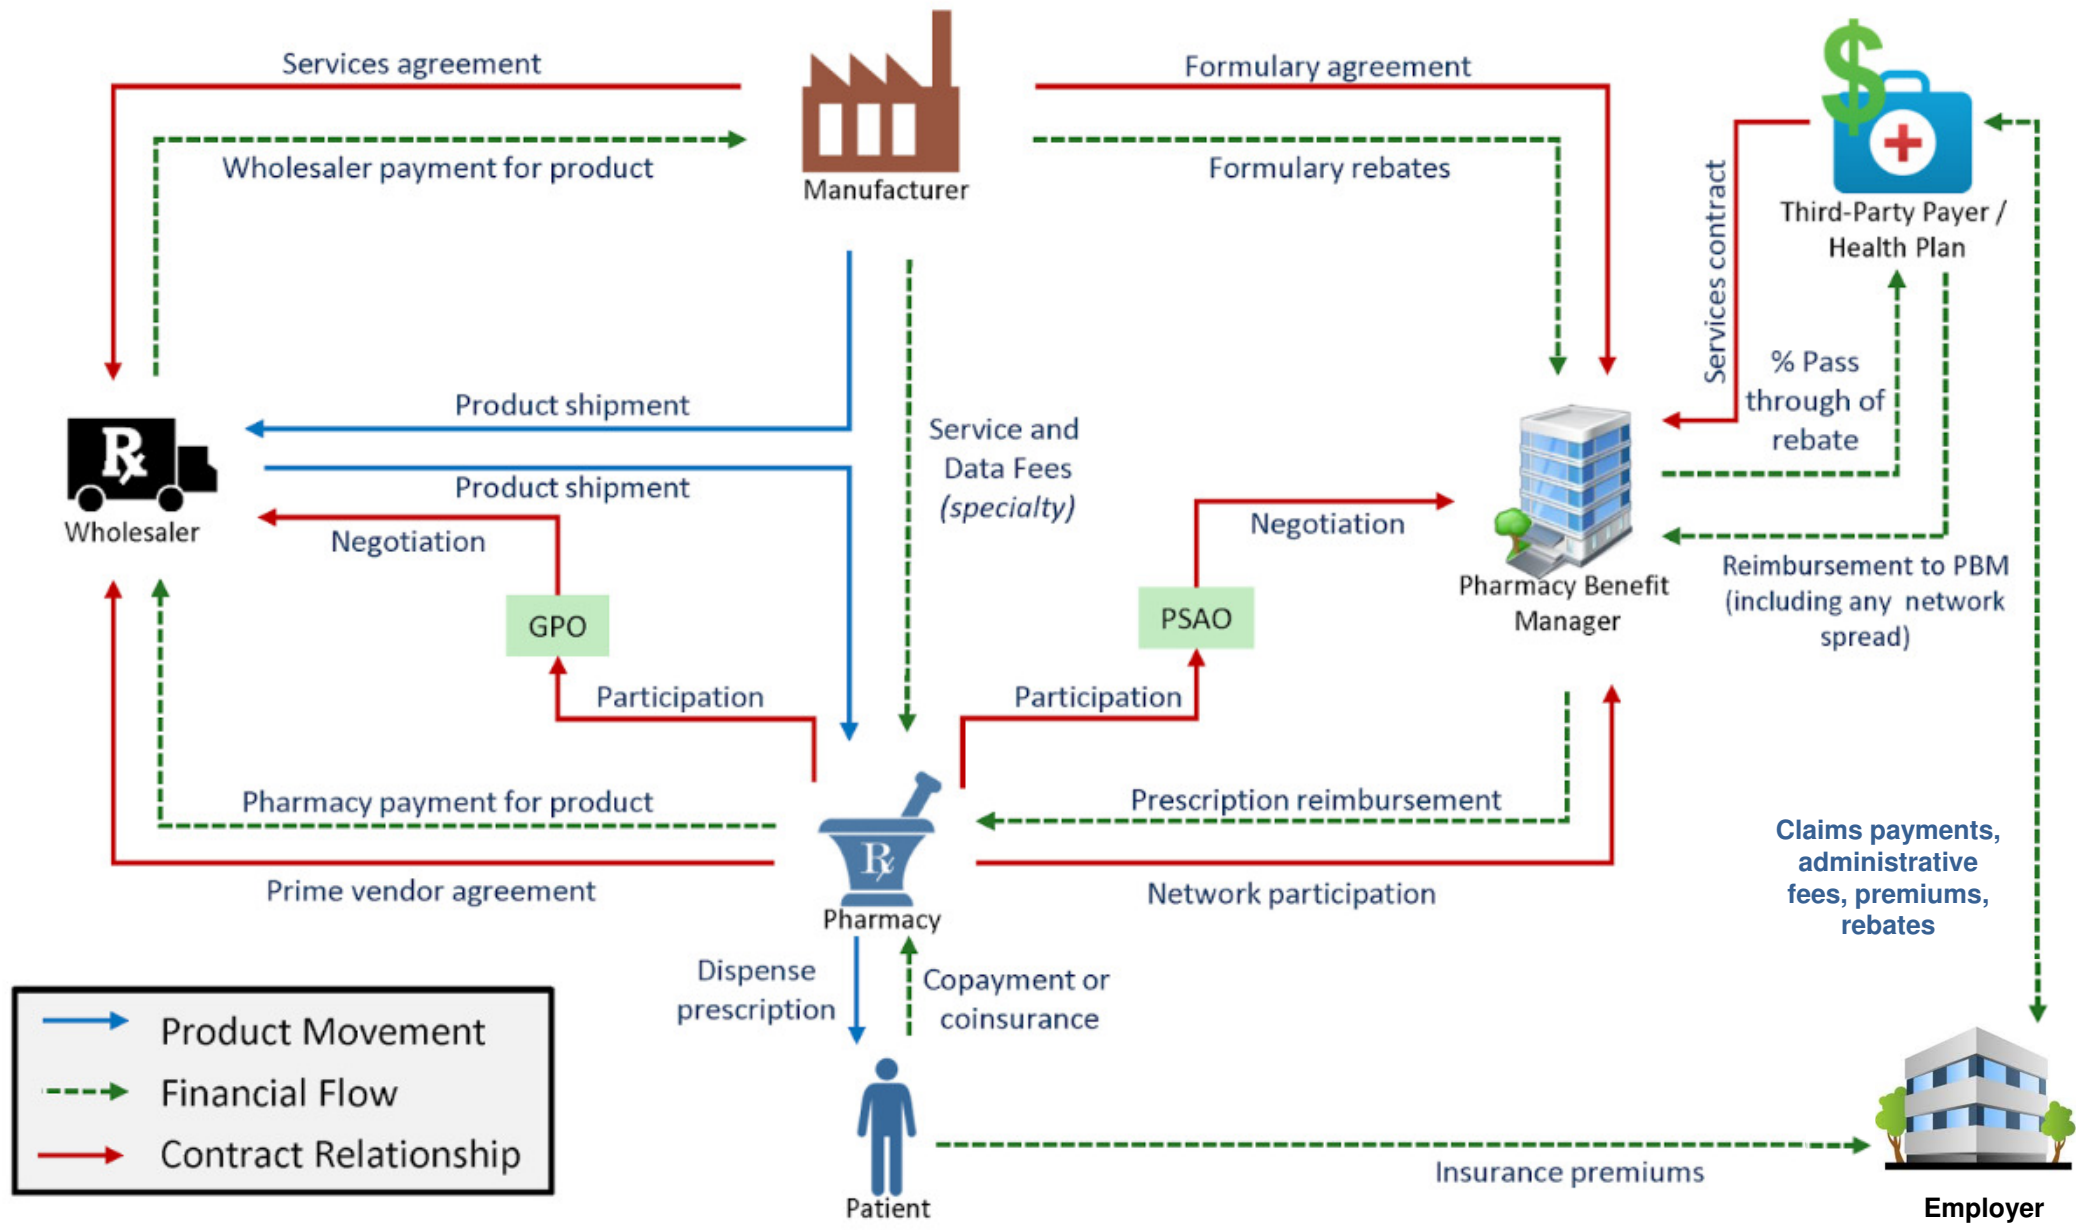 Services agreement
Formulary agreement
$
Wholesaler payment for product
Manufacturer
Formulary rebates
Third-Party Payer /
Health Plan
Services contract
% Pass
through of
rebate
Product shipment
Service and
Data Fees
(specialty)
Rx
Product shipment
Wholesaler
Negotiation
Negotiation
Pharmacy Benefit
Manager
Reimbursement to PBM
(including any network
spread)
GPO
PSAO
Participation
Participation
Pharmacy payment for product
Prescription reimbursement
Claims payments,
administrative
fees, premiums,
rebates
Rx
Prime vendor agreement
Network participation
Pharmacy
Dispense
prescription
Copayment or
coinsurance
Product Movement
Financial Flow
Contract Relationship
Insurance premiums
Patient
Employer